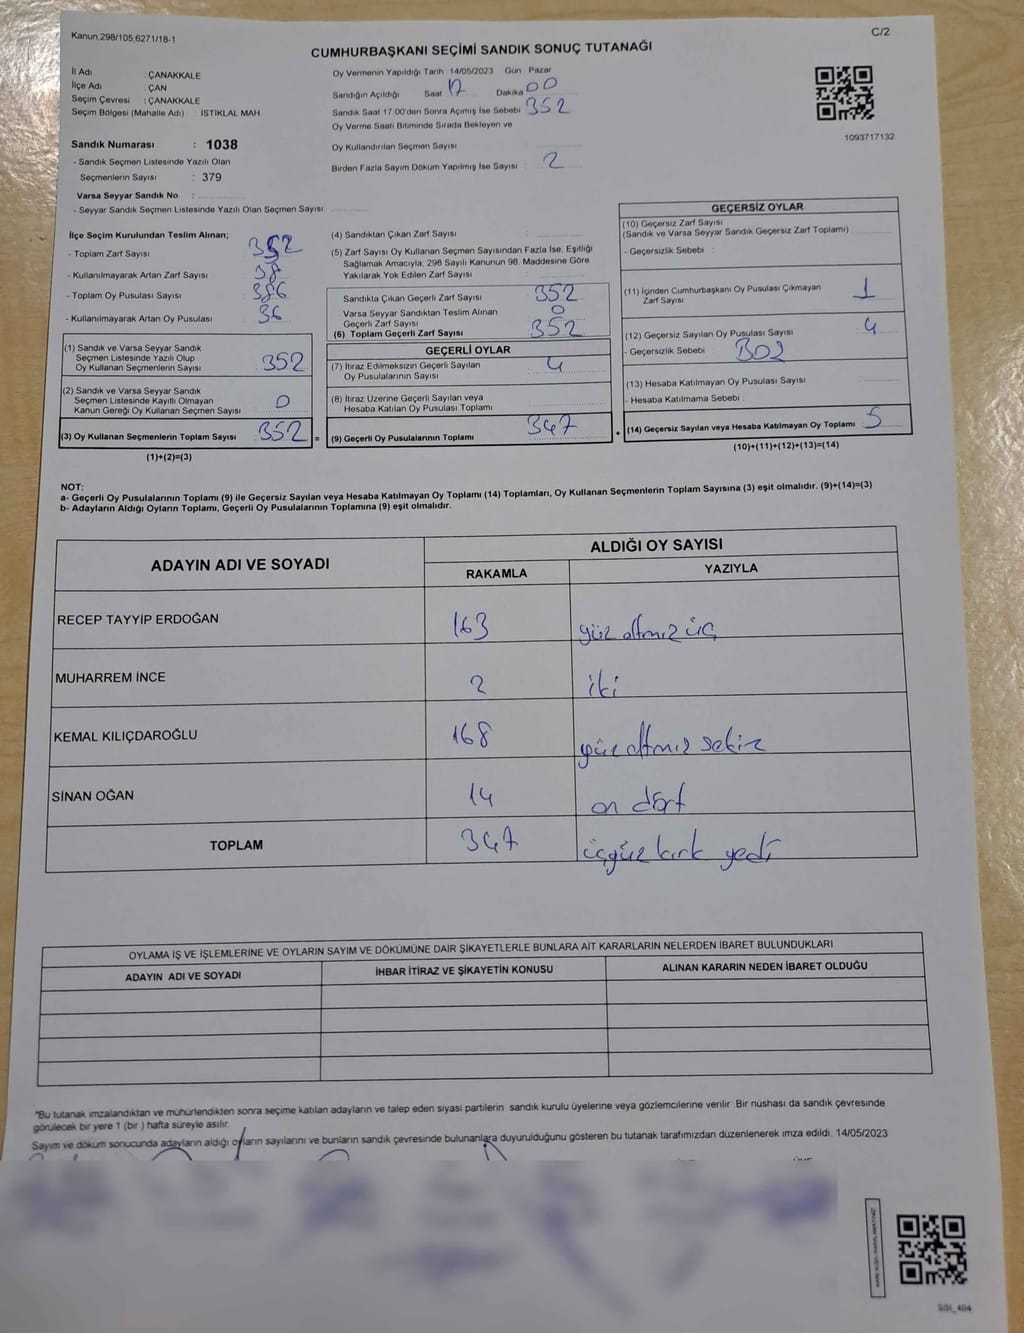 Kanun;298/105,6271/18-1
C/2
CUMHURBAŞKANI SEÇİMİ SANDIK SONUÇ TUTANAĞI
İl Adı : ÇANAKKALE
İlçe Adı : ÇAN
Seçim Çevresi : ÇANAKKALE
Seçim Bölgesi (Mahalle Adı) : İSTİKLAL MAH
Sandık Numarası : 1038
- Sandık Seçmen Listesinde Yazılı Olan
Seçmenlerin Sayısı : 379
Varsa Seyyar Sandık No :
- Seyyar Sandık Seçmen Listesinde Yazılı Olan Seçmen Sayısı:
Oy Vermenin Yapıldığı Tarih : 14/05/2023 Gün : Pazar
Sandığın Açıldığı Saat 17 Dakika 00
Sandık Saat 17.00'den Sonra Açımış İse Sebebi : 352
Oy Verme Saati Bitiminde Sırada Bekleyen ve
Oy Kullandırılan Seçmen Sayısı
Birden Fazla Sayım Döküm Yapılmış İse Sayısı : 2
1093717132
İlçe Seçim Kurulundan Teslim Alınan;
- Toplam Zarf Sayısı 352
- Kullanılmayarak Artan Zarf Sayısı 38
- Toplam Oy Pusulası Sayısı 386
- Kullanılmayarak Artan Oy Pusulası 36
(1) Sandık ve Varsa Seyyar Sandık
Seçmen Listesinde Yazılı Olup
Oy Kullanan Seçmenlerin Sayısı : 352
(2) Sandık ve Varsa Seyyar Sandık
Seçmen Listesinde Kayıtlı Olmayan
Kanun Gereği Oy Kullanan Seçmen Sayısı 0
(3) Oy Kullanan Seçmenlerin Toplam Sayısı : 352 =
(1)+(2)=(3)
(4) Sandıktan Çıkan Zarf Sayısı :
(5) Zarf Sayısı Oy Kullanan Seçmen Sayısından Fazla İse, Eşitliği
Sağlamak Amacıyla, 298 Sayılı Kanunun 98. Maddesine Göre
Yakılarak Yok Edilen Zarf Sayısı :
Sandıkta Çıkan Geçerli Zarf Sayısı 352
Varsa Seyyar Sandıktan Teslim Alınan
Geçerli Zarf Sayısı 0
(6) Toplam Geçerli Zarf Sayısı : 352
GEÇERLİ OYLAR
(7) İtiraz Edilmeksizin Geçerli Sayılan
Oy Pusulalarının Sayısı : 4
(8) İtiraz Üzerine Geçerli Sayılan veya
Hesaba Katılan Oy Pusulası Toplamı :
(9) Geçerli Oy Pusulalarının Toplamı : 347 +
GEÇERSİZ OYLAR
(10) Geçersiz Zarf Sayısı
(Sandık ve Varsa Seyyar Sandık Geçersiz Zarf Toplamı) :
- Geçersizlik Sebebi :
(11) İçinden Cumhurbaşkanı Oy Pusulası Çıkmayan
Zarf Sayısı : 1
(12) Geçersiz Sayılan Oy Pusulası Sayısı : 4
- Geçersizlik Sebebi : B02
(13) Hesaba Katılmayan Oy Pusulası Sayısı :
- Hesaba Katılmama Sebebi :
(14) Geçersiz Sayılan veya Hesaba Katılmayan Oy Toplamı : 5
(10)+(11)+(12)+(13)=(14)
NOT:
a- Geçerli Oy Pusulalarının Toplamı (9) ile Geçersiz Sayılan veya Hesaba Katılmayan Oy Toplamı (14) Toplamları, Oy Kullanan Seçmenlerin Toplam Sayısına (3) eşit olmalıdır. (9)+(14)=(3)
b- Adayların Aldığı Oyların Toplamı, Geçerli Oy Pusulalarının Toplamına (9) eşit olmalıdır.
ADAYIN ADI VE SOYADI
ALDIĞI OY SAYISI
RAKAMLA YAZIYLA
RECEP TAYYİP ERDOĞAN 163 yüz altmız üç
MUHARREM İNCE 2 iki
KEMAL KILIÇDAROĞLU 168 yüz altmız sekiz
SİNAN OĞAN 14 on dört
TOPLAM 347 üçyüz kırk yedi
OYLAMA İŞ VE İŞLEMLERİNE VE OYLARIN SAYIM VE DÖKÜMÜNE DAİR ŞİKAYETLERLE BUNLARA AİT KARARLARIN NELERDEN İBARET BULUNDUKLARI
ADAYIN ADI VE SOYADI İHBAR İTİRAZ VE ŞİKAYETİN KONUSU ALINAN KARARIN NEDEN İBARET OLDUĞU
"Bu tutanak imzalandıktan ve mühürlendikten sonra seçime katılan adayların ve talep eden siyasi partilerin sandık kurulu üyelerine veya gözlemcilerine verilir. Bir nüshası da sandık çevresinde
görülecek bir yere 1 (bir) hafta süreyle asılır.
Sayım ve döküm sonucunda adayların aldığı oyların sayılarını ve bunların sandık çevresinde bulunanlara duyurulduğunu gösteren bu tutanak tarafımızdan düzenlenerek imza edildi. 14/05/2023
SSI_404